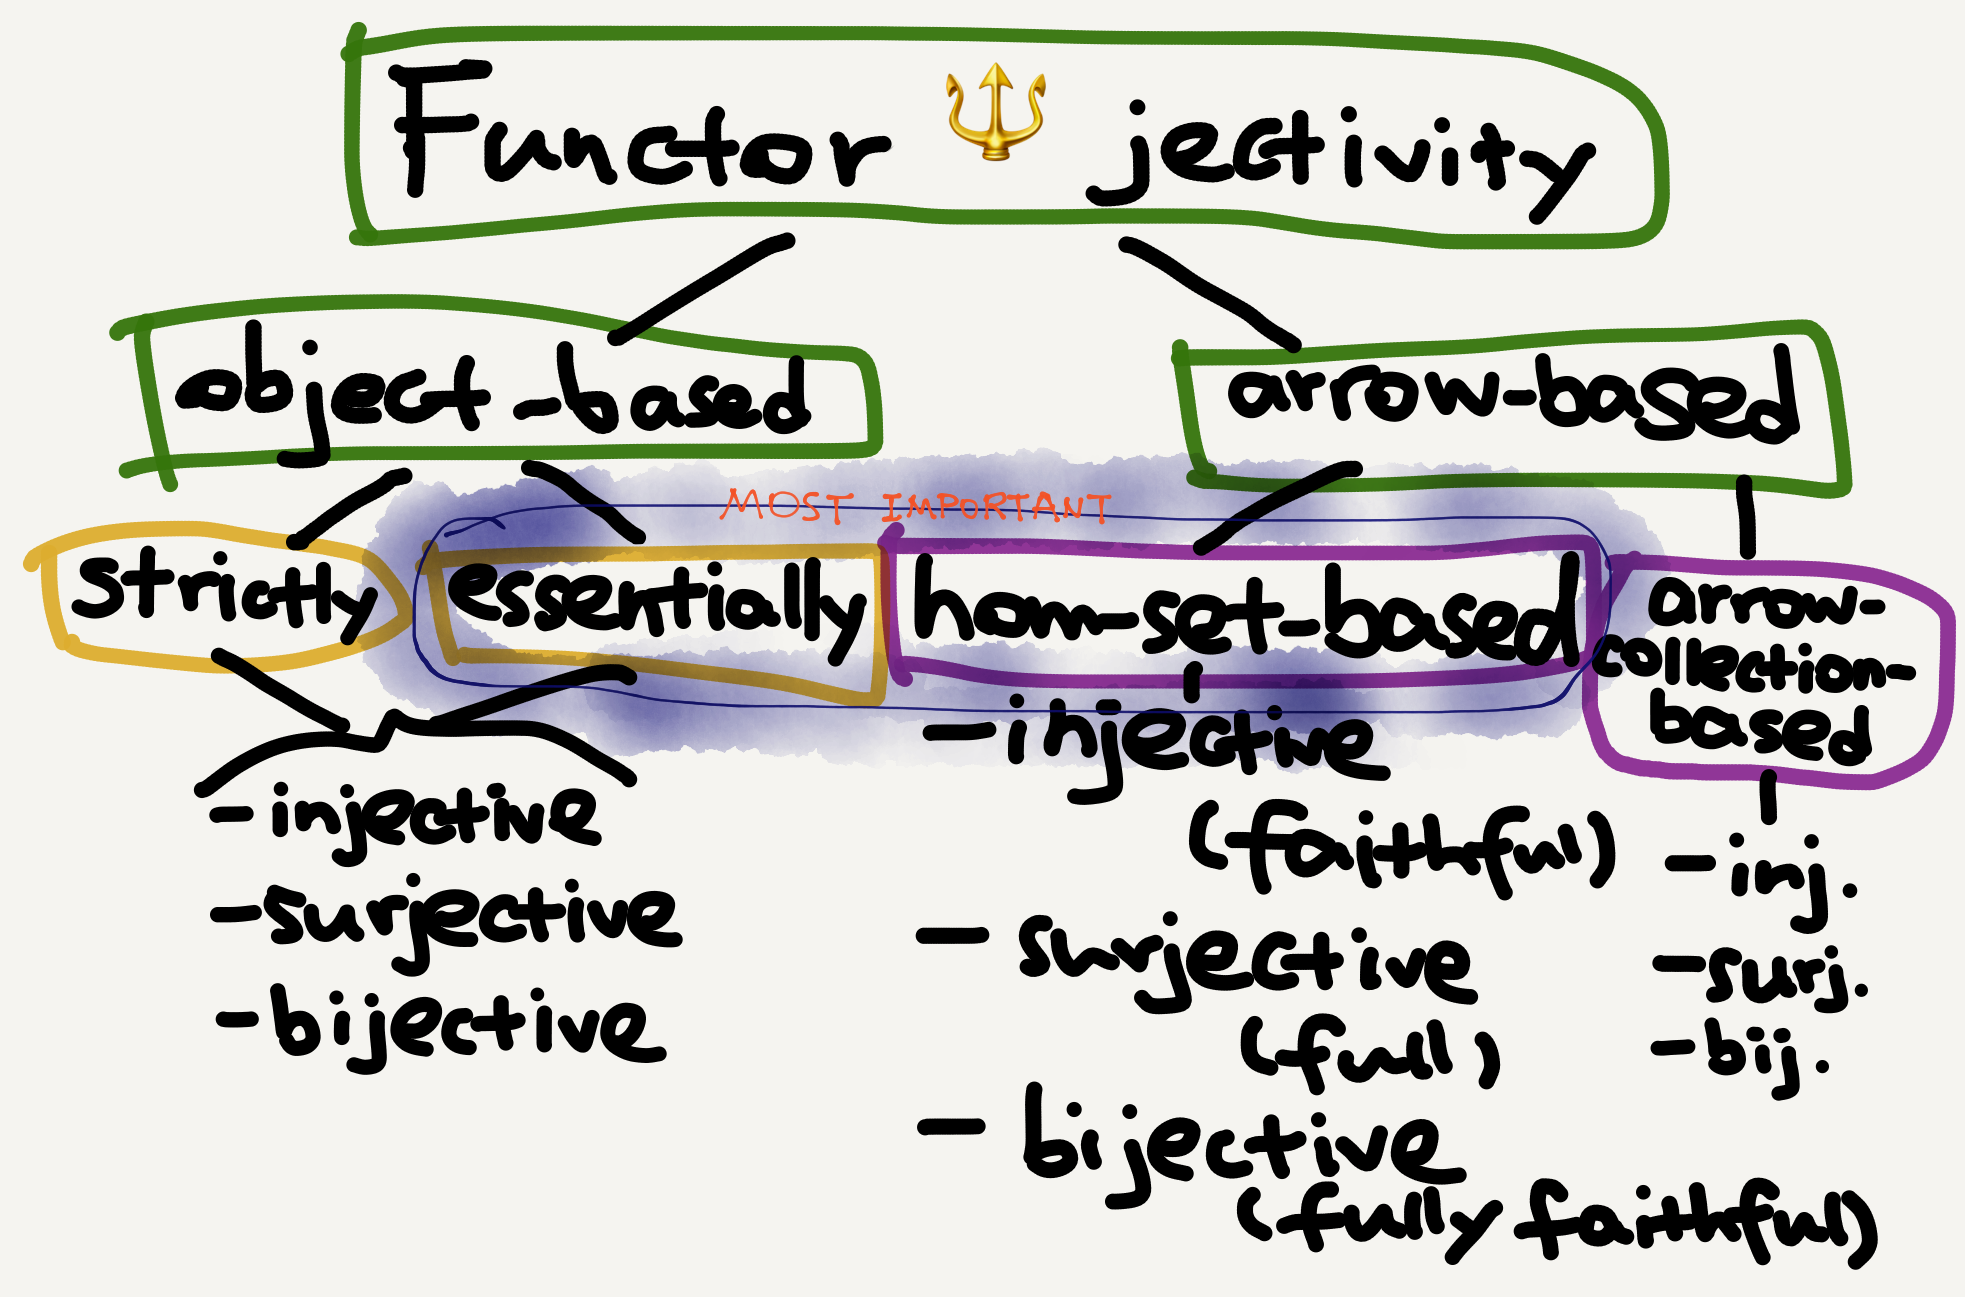 Functor 🔱 jectivity
object-based
arrow-based
MOST IMPORTANT
strictly
essentially
hom-set-based
arrow-
collection-
based
- injective
- surjective
- bijective
- injective
(faithful)
- surjective
(full)
- bijective
(fully faithful)
- inj.
- surj.
- bij.